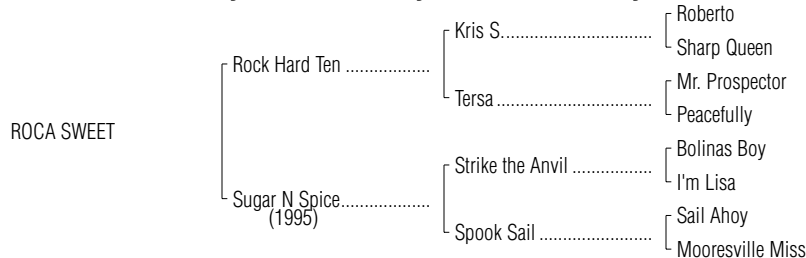 Roberto
Kris S.
Sharp Queen
Rock Hard Ten
Mr. Prospector
Tersa
Peacefully
ROCA SWEET
Bolinas Boy
Strike the Anvil
I'm Lisa
Sugar N Spice
(1995)
Sail Ahoy
Spook Sail
Mooresville Miss